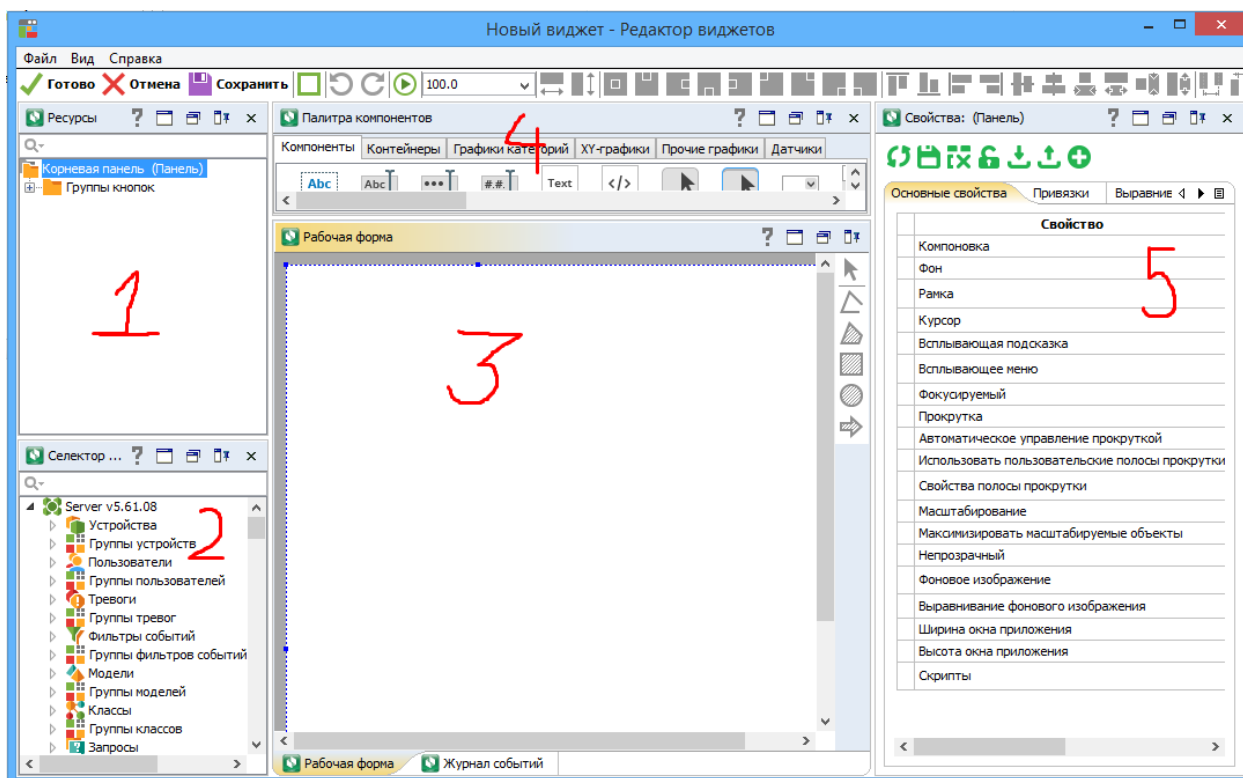 Новый виджет - Редактор виджетов
Файл Вид Справка
Готово Отмена Сохранить 100.0
Ресурсы ?
Корневая панель (Панель)
Группы кнопок
1
Селектор ... ?
Server v5.61.08
Устройства
Группы устройств
Пользователи
Группы пользователей
Тревоги
Группы тревог
Фильтры событий
Группы фильтров событий
Модели
Группы моделей
Классы
Группы классов
Запросы
2
Палитра компонентов ?
Компоненты Контейнеры Графики категорий XY-графики Прочие графики Датчики
Abc Abc #.#. Text </>
4
Рабочая форма ?
3
Рабочая форма Журнал событий
Свойства: (Панель) ?
Основные свойства Привязки Выравние
Свойство
Компоновка
Фон
Рамка
Курсор
Всплывающая подсказка
Всплывающее меню
Фокусируемый
Прокрутка
Автоматическое управление прокруткой
Использовать пользовательские полосы прокрутки
Свойства полосы прокрутки
Масштабирование
Максимизировать масштабируемые объекты
Непрозрачный
Фоновое изображение
Выравнивание фонового изображения
Ширина окна приложения
Высота окна приложения
Скрипты
5